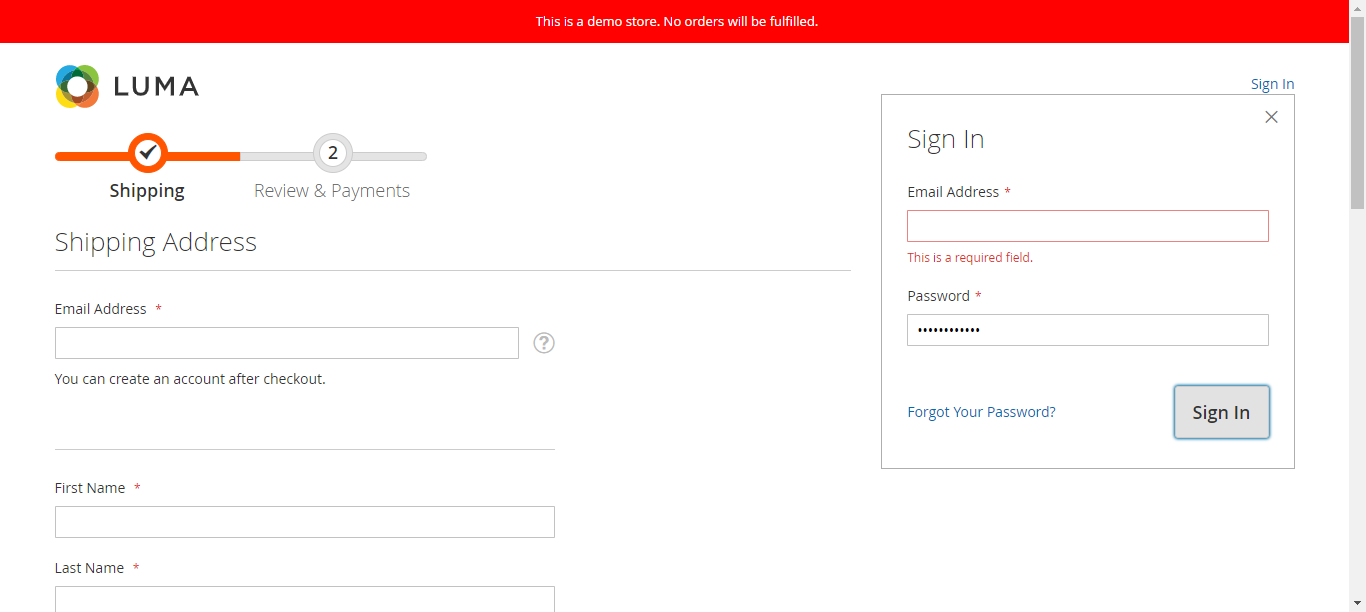 This is a demo store. No orders will be fulfilled.
LUMA
Sign In
2
Shipping
Review & Payments
Shipping Address
Email Address *
?
You can create an account after checkout.
First Name *
Last Name *
Sign In
Email Address *
This is a required field.
Password *
••••••••••••
Forgot Your Password?
Sign In